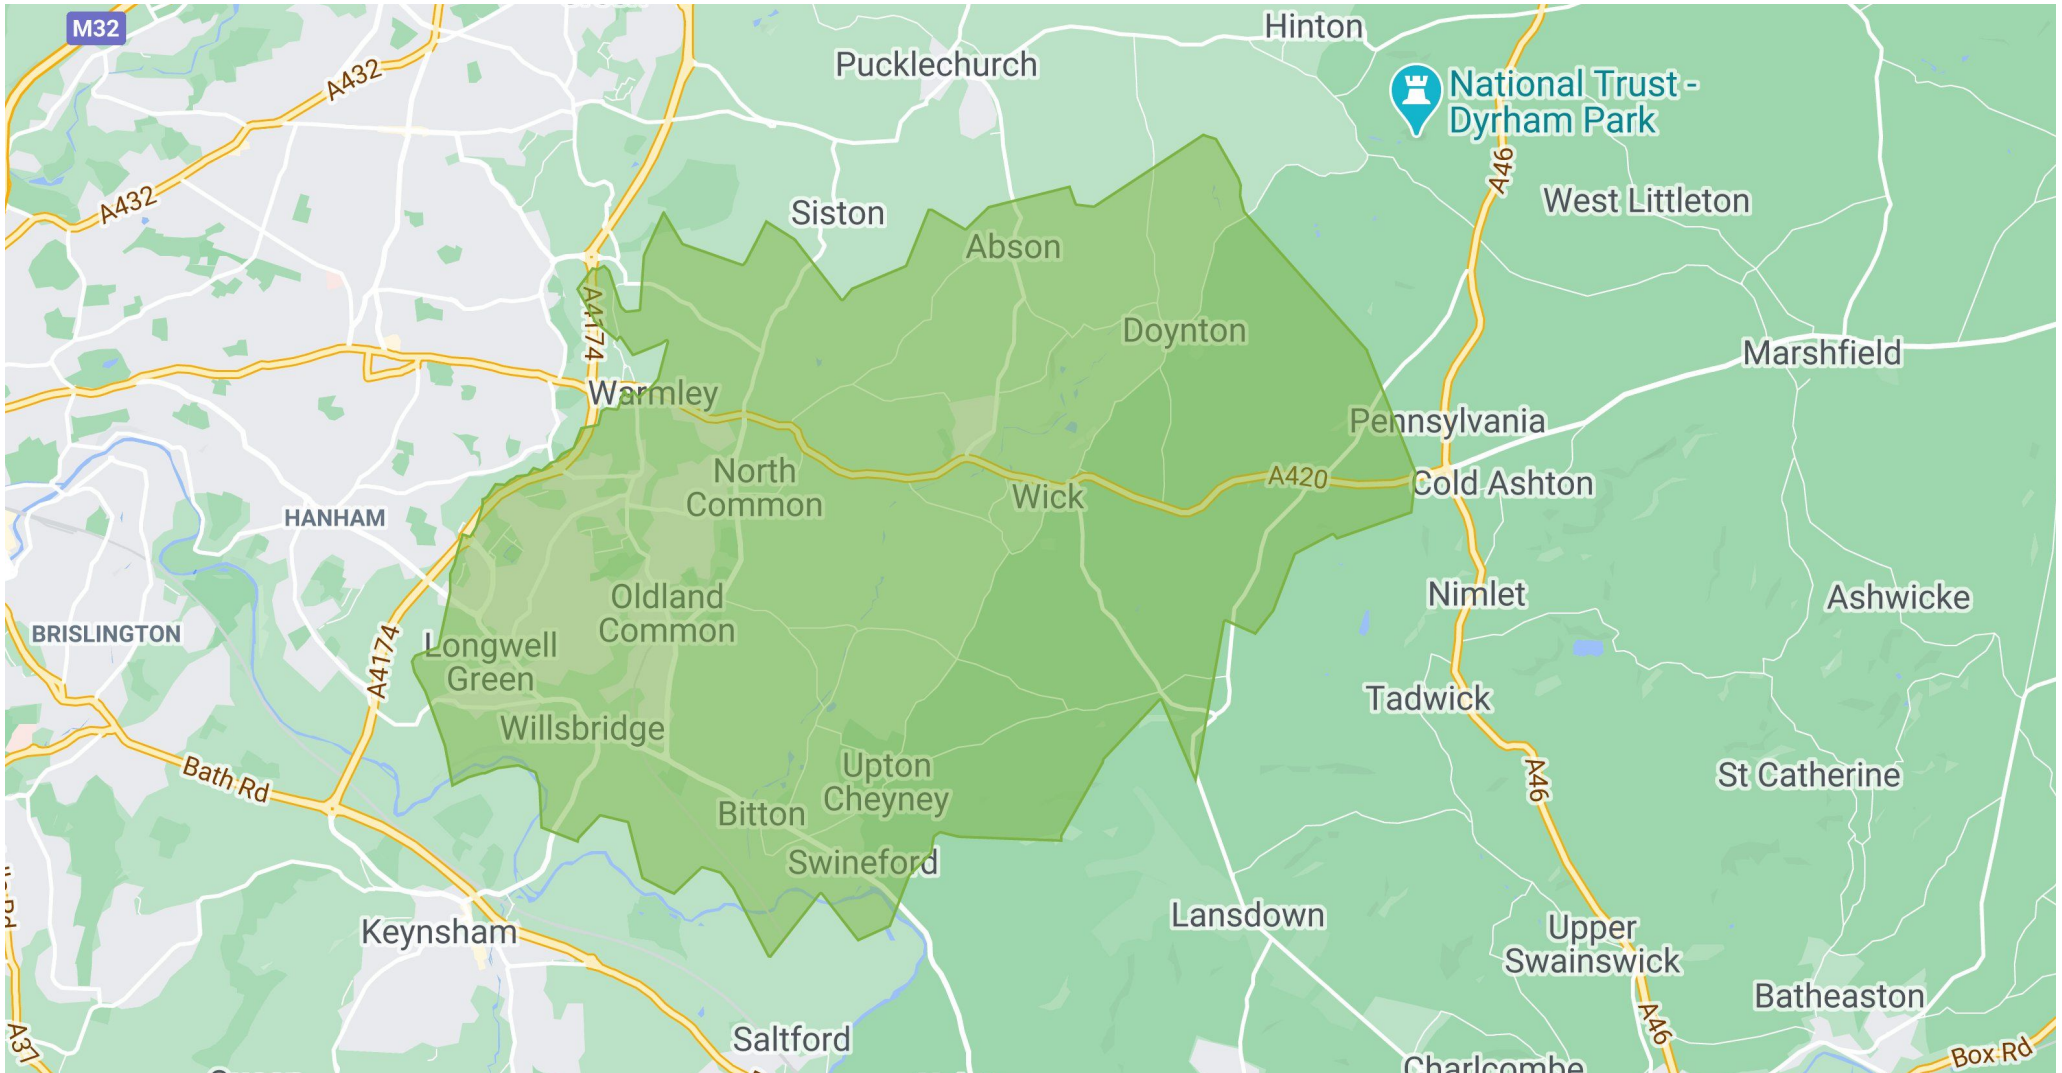 M32
Hinton
Pucklechurch
A432
National Trust -
Dyrham Park
A46
A432
West Littleton
Siston
Abson
A4174
Doynton
Marshfield
Warmley
Pennsylvania
North
Common
A420
Cold Ashton
Wick
HANHAM
Oldland
Common
Nimlet
Ashwicke
BRISLINGTON
Longwell
Green
A4174
Tadwick
Willsbridge
Bath Rd
Upton
Cheyney
A46
St Catherine
Bitton
Swineford
Keynsham
Lansdown
Upper
Swainswick
Batheaston
A37
Saltford
A46
Box Rd
Charlcombe